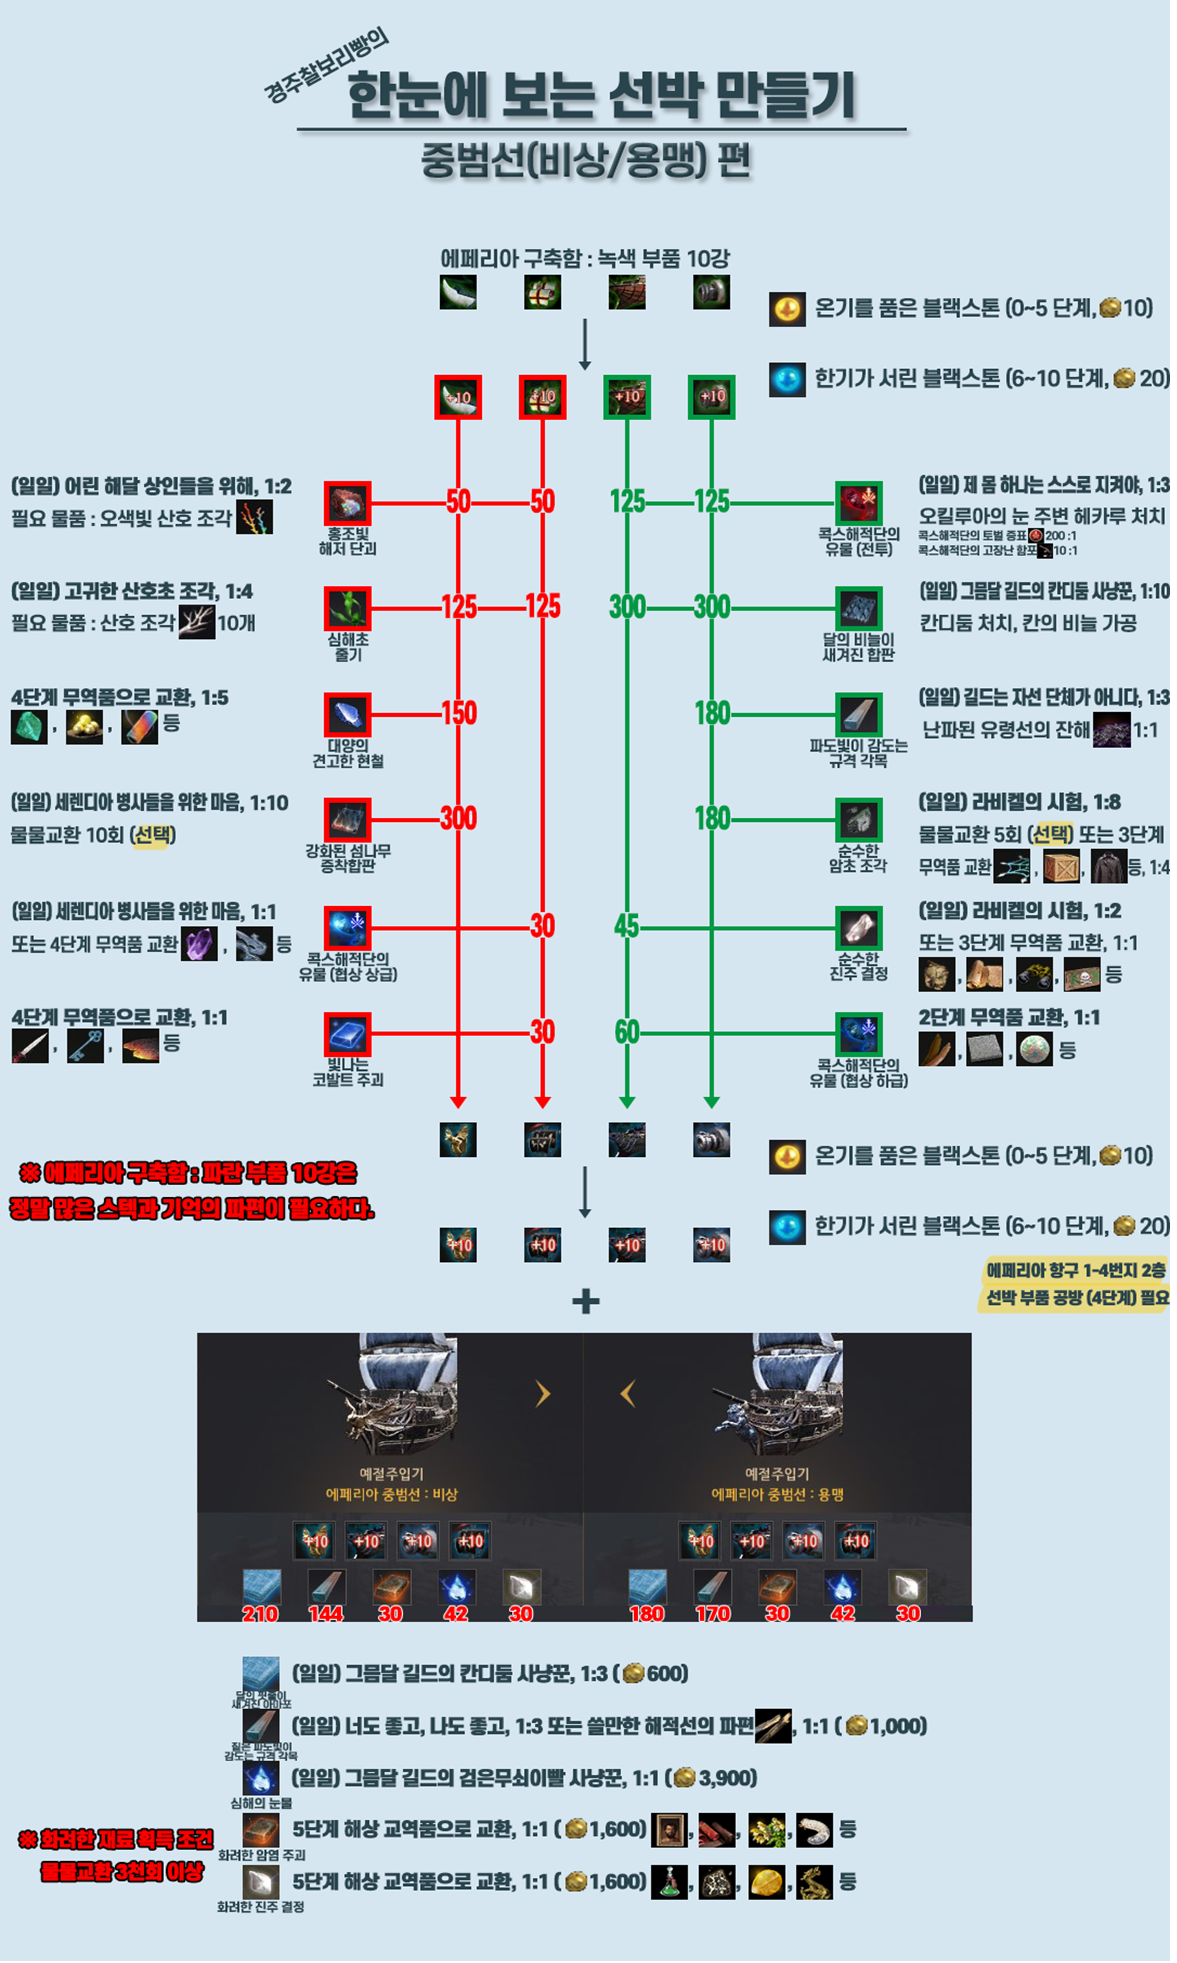 경주찰보리빵의
한눈에 보는 선박 만들기
중범선(비상/용맹) 편
에페리아 구축함 : 녹색 부품 10강
온기를 품은 블랙스톤 (0~5 단계, 10)
한기가 서린 블랙스톤 (6~10 단계, 20)
+10 +10 +10 +10
(일일) 어린 해달 상인들을 위해, 1:2
필요 물품 : 오색빛 산호 조각
홍조빛
해저 단괴
50 50 125 125
콕스해적단의
유물 (전투)
(일일) 제 몸 하나는 스스로 지켜야, 1:3
오킬루아의 눈 주변 헤카루 처치
콕스해적단의 토벌 증표 200 :1
콕스해적단의 고장난 함포 10 :1
(일일) 고귀한 산호초 조각, 1:4
필요 물품 : 산호 조각 10개
심해초
줄기
125 125 300 300
달의 비늘이
새겨진 합판
(일일) 그믐달 길드의 칸디둠 사냥꾼, 1:10
칸디둠 처치, 칸의 비늘 가공
4단계 무역품으로 교환, 1:5
, , 등
대양의
견고한 현철
150 180
파도빛이 감도는
규격 각목
(일일) 길드는 자선 단체가 아니다, 1:3
난파된 유령선의 잔해 1:1
(일일) 세렌디아 병사들을 위한 마음, 1:10
물물교환 10회 (선택)
강화된 섬나무
증착합판
300 180
순수한
암초 조각
(일일) 라비켈의 시험, 1:8
물물교환 5회 (선택) 또는 3단계
무역품 교환 , , 등, 1:4
(일일) 세렌디아 병사들을 위한 마음, 1:1
또는 4단계 무역품 교환 , 등
콕스해적단의
유물 (협상 상급)
30 45
순수한
진주 결정
(일일) 라비켈의 시험, 1:2
또는 3단계 무역품 교환, 1:1
, , , 등
4단계 무역품으로 교환, 1:1
, , 등
빛나는
코발트 주괴
30 60
콕스해적단의
유물 (협상 하급)
2단계 무역품 교환, 1:1
, , 등
※ 에페리아 구축함 : 파란 부품 10강은
정말 많은 스택과 기억의 파편이 필요하다.
온기를 품은 블랙스톤 (0~5 단계, 10)
한기가 서린 블랙스톤 (6~10 단계, 20)
+10 +10 +10 +10
에페리아 항구 1-4번지 2층
선박 부품 공방 (4단계) 필요
+
예절주입기 예절주입기
에페리아 중범선 : 비상 에페리아 중범선 : 용맹
+10 +10 +10 +10 +10 +10 +10 +10
210 144 30 42 30 180 170 30 42 30
(일일) 그믐달 길드의 칸디둠 사냥꾼, 1:3 ( 600)
달의 핏줄이
새겨진 아마포
(일일) 너도 좋고, 나도 좋고, 1:3 또는 쓸만한 해적선의 파편 , 1:1 ( 1,000)
짙은 파도빛이
감도는 규격 각목
(일일) 그믐달 길드의 검은무쇠이빨 사냥꾼, 1:1 ( 3,900)
심해의 눈물
5단계 해상 교역품으로 교환, 1:1 ( 1,600) , , , 등
화려한 암염 주괴
※ 화려한 재료 획득 조건
물물교환 3천회 이상
5단계 해상 교역품으로 교환, 1:1 ( 1,600) , , , 등
화려한 진주 결정